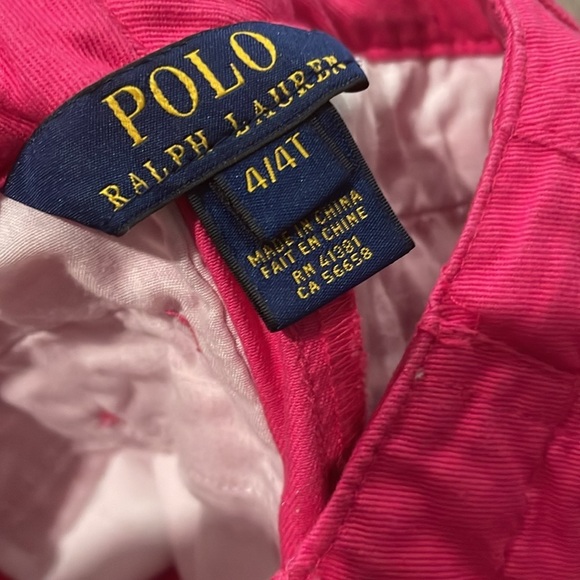 POLO
RALPH LAUREN
4/4T
MADE IN CHINA
FAIT EN CHINE
RN 41381
CA 56658